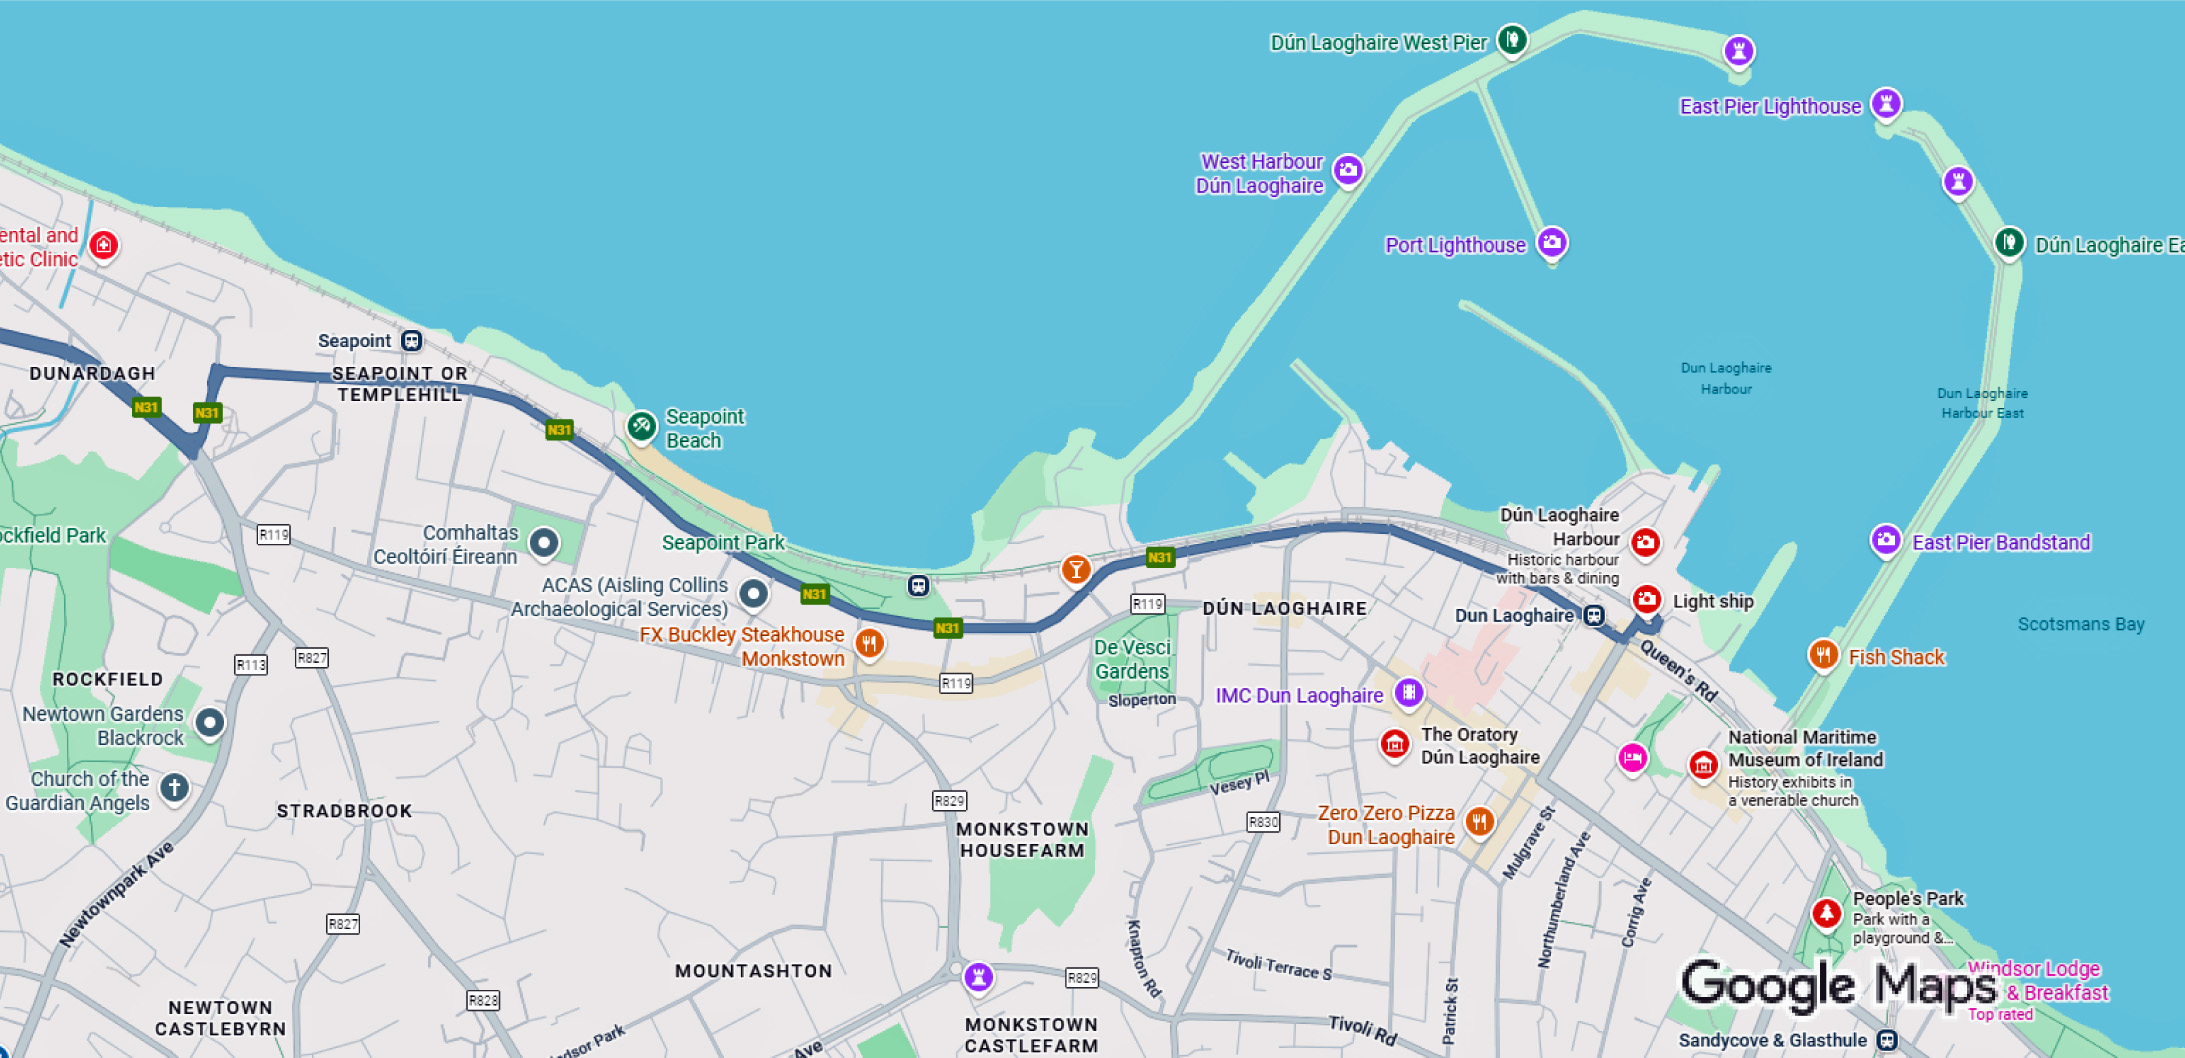 Dún Laoghaire West Pier
East Pier Lighthouse
West Harbour
Dún Laoghaire
Port Lighthouse
Dún Laoghaire Ea
ental and
etic Clinic
Seapoint
DUNARDAGH
SEAPOINT OR
TEMPLEHILL
Dun Laoghaire
Harbour
Dun Laoghaire
Harbour East
N31
N31
N31
Seapoint
Beach
ockfield Park
R119
Comhaltas
Ceoltóirí Éireann
Seapoint Park
N31
Dún Laoghaire
Harbour
Historic harbour
with bars & dining
East Pier Bandstand
ACAS (Aisling Collins
Archaeological Services)
N31
N31
R119
DÚN LAOGHAIRE
Dun Laoghaire
Light ship
Scotsmans Bay
FX Buckley Steakhouse
Monkstown
De Vesci
Gardens
Queen's Rd
Fish Shack
R113
R827
ROCKFIELD
R119
Sloperton
IMC Dun Laoghaire
Newtown Gardens
Blackrock
The Oratory
Dún Laoghaire
National Maritime
Museum of Ireland
History exhibits in
a venerable church
Church of the
Guardian Angels
STRADBROOK
R829
Vesey Pl
R830
Zero Zero Pizza
Dun Laoghaire
MONKSTOWN
HOUSEFARM
Mulgrave St
Northumberland Ave
Corrig Ave
Newtownpark Ave
R827
People's Park
Park with a
playground &...
Knapton Rd
MOUNTASHTON
R829
Tivoli Terrace S
Patrick St
Google Maps
Windsor Lodge
& Breakfast
Top rated
NEWTOWN
CASTLEBYRN
R828
MONKSTOWN
CASTLEFARM
Tivoli Rd
dsor Park
Ave
Sandycove & Glasthule